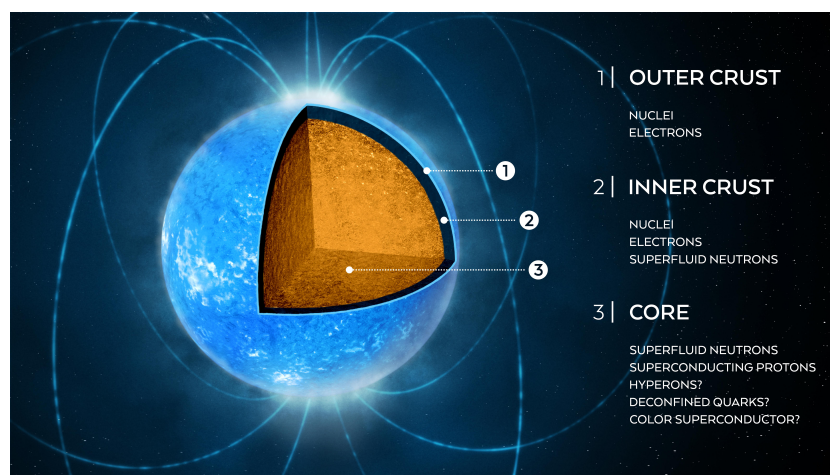 1| OUTER CRUST
NUCLEI
ELECTRONS
1
2| INNER CRUST
2
NUCLEI
ELECTRONS
SUPERFLUID NEUTRONS
3
3| CORE
SUPERFLUID NEUTRONS
SUPERCONDUCTING PROTONS
HYPERONS?
DECONFINED QUARKS?
COLOR SUPERCONDUCTOR?